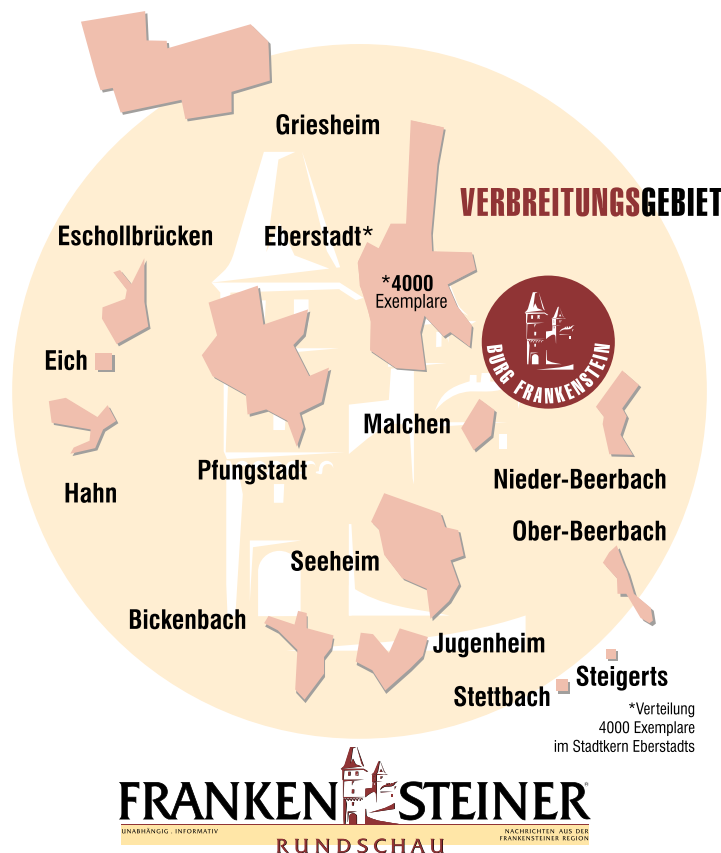 Griesheim
VERBREITUNGSGEBIET
Eschollbrücken
Eberstadt*
*4000
Exemplare
BURG FRANKENSTEIN
Eich
Malchen
Pfungstadt
Nieder-Beerbach
Hahn
Ober-Beerbach
Seeheim
Bickenbach
Jugenheim
Steigerts
Stettbach
*Verteilung
4000 Exemplare
im Stadtkern Eberstadts
FRANKENSTEINER
UNABHÄNGIG . INFORMATIV
NACHRICHTEN AUS DER
FRANKENSTEINER REGION
RUNDSCHAU